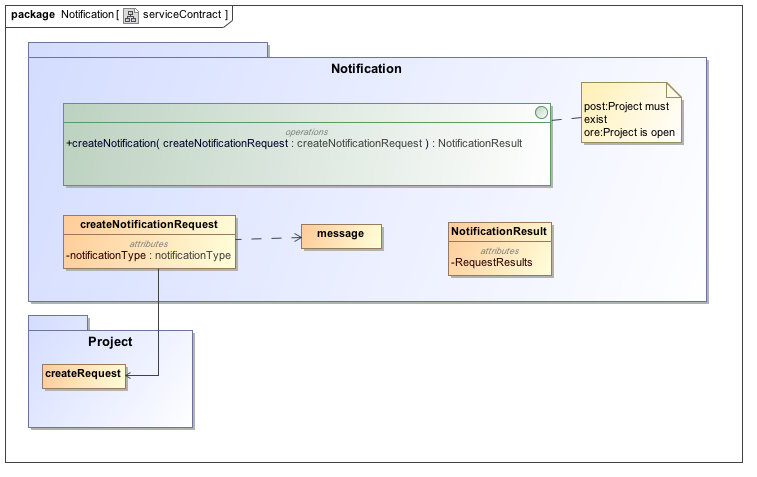 package Notification [ serviceContract ]
Notification
post:Project must
exist
ore:Project is open
operations
+createNotification( createNotificationRequest : createNotificationRequest ) : NotificationResult
createNotificationRequest
attributes
-notificationType : notificationType
message
NotificationResult
attributes
-RequestResults
Project
createRequest